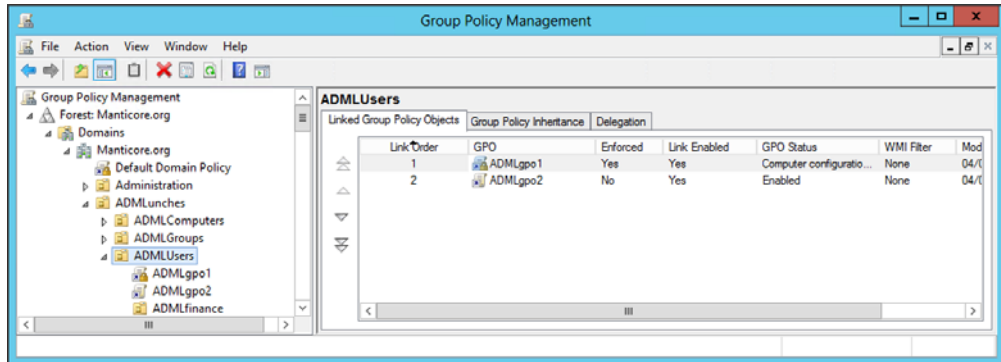 Group Policy Management
File Action View Window Help
Group Policy Management
Forest: Manticore.org
Domains
Manticore.org
Default Domain Policy
Administration
ADMLunches
ADMLComputers
ADMLGroups
ADMLUsers
ADMLgpo1
ADMLgpo2
ADMLfinance
ADMLUsers
Linked Group Policy Objects Group Policy Inheritance Delegation
Link Order GPO Enforced Link Enabled GPO Status WMI Filter Mod
1 ADMLgpo1 Yes Yes Computer configuratio... None 04/0
2 ADMLgpo2 No Yes Enabled None 04/0